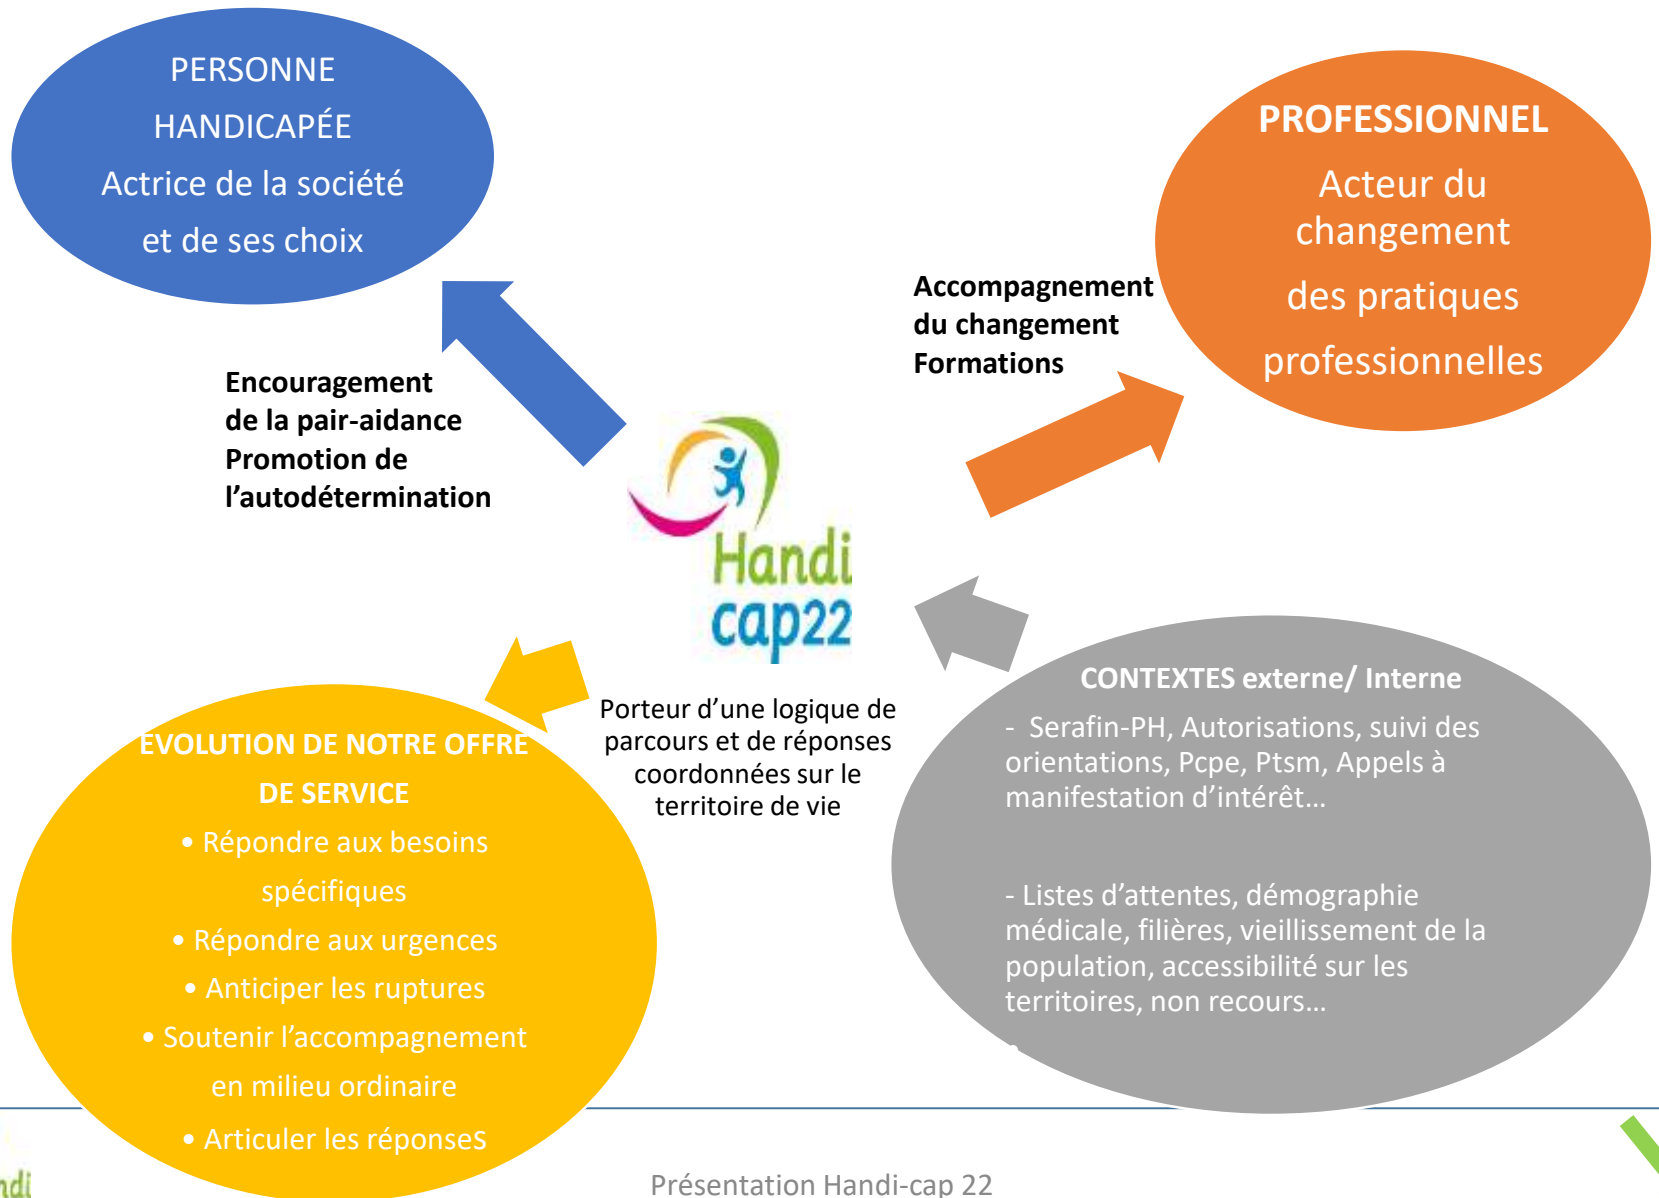 PERSONNE
HANDICAPÉE
Actrice de la société
et de ses choix
PROFESSIONNEL
Acteur du
changement
des pratiques
professionnelles
Accompagnement
du changement
Formations
Encouragement
de la pair-aidance
Promotion de
l’autodétermination
Handi
cap22
Porteur d’une logique de
parcours et de réponses
coordonnées sur le
territoire de vie
CONTEXTES externe/ Interne
- Serafin-PH, Autorisations, suivi des
orientations, Pcpe, Ptsm, Appels à
manifestation d’intérêt…
- Listes d’attentes, démographie
médicale, filières, vieillissement de la
population, accessibilité sur les
territoires, non recours…
EVOLUTION DE NOTRE OFFRE
DE SERVICE
• Répondre aux besoins
spécifiques
• Répondre aux urgences
• Anticiper les ruptures
• Soutenir l’accompagnement
en milieu ordinaire
• Articuler les réponses
ndi
Présentation Handi-cap 22